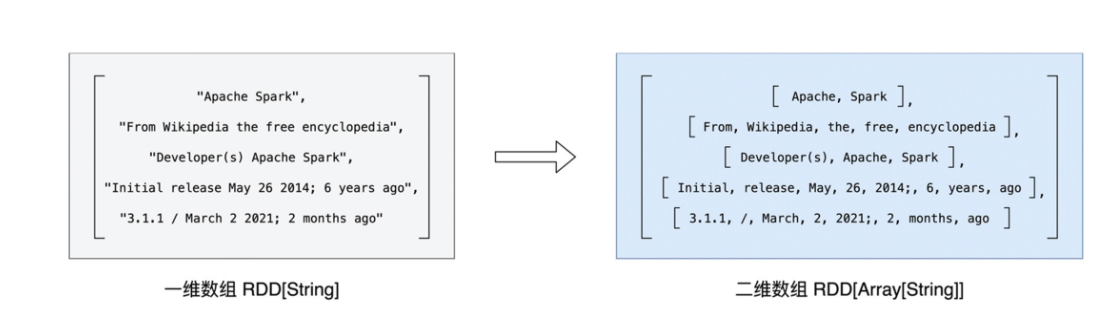 "Apache Spark",
"From Wikipedia the free encyclopedia",
"Developer(s) Apache Spark",
"Initial release May 26 2014; 6 years ago",
"3.1.1 / March 2 2021; 2 months ago"
一维数组 RDD[String]
[ Apache, Spark ],
[ From, Wikipedia, the, free, encyclopedia ],
[ Developer(s), Apache, Spark ],
[ Initial, release, May, 26, 2014;, 6, years, ago ],
[ 3.1.1, /, March, 2, 2021;, 2, months, ago ]
二维数组 RDD[Array[String]]